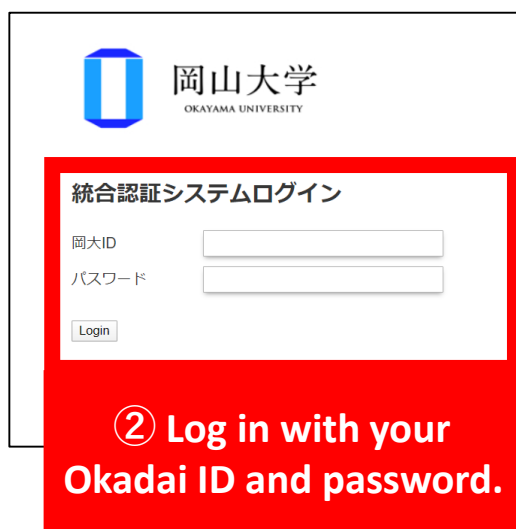 岡山大学
OKAYAMA UNIVERSITY
統合認証システムログイン
岡大ID
パスワード
Login
② Log in with your
Okadai ID and password.